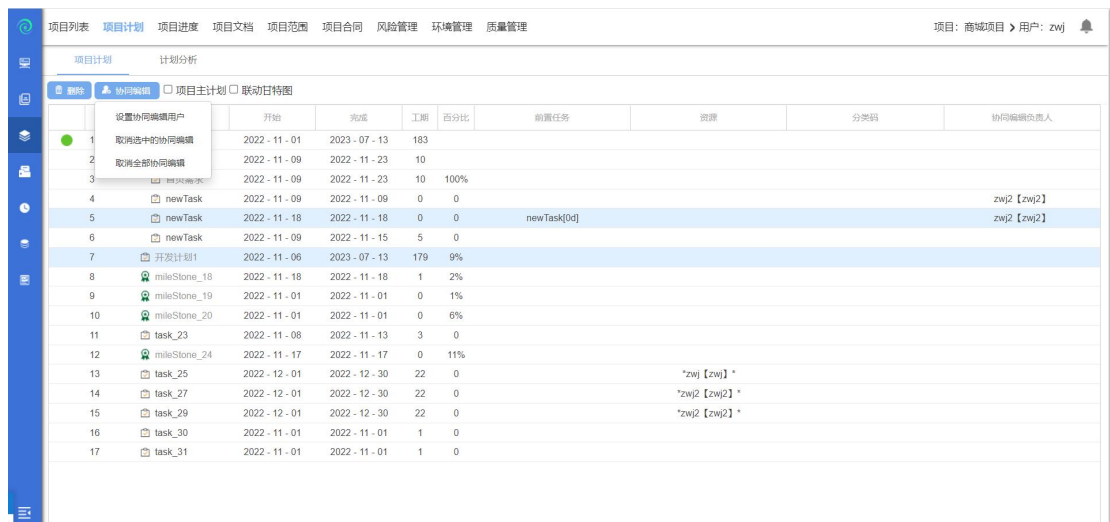 项目列表 项目计划 项目进度 项目文档 项目范围 项目合同 风险管理 环境管理 质量管理 项目：商城项目 用户：zwj
项目计划 计划分析
删除 协同编辑 项目主计划 联动甘特图
设置协同编辑用户
取消选中的协同编辑
取消全部协同编辑
开始 完成 工期 百分比 前置任务 资源 分类码 协同编辑负责人
1 2022 - 11 - 01 2023 - 07 - 13 183
2 2022 - 11 - 09 2022 - 11 - 23 10
3 首页需求 2022 - 11 - 09 2022 - 11 - 23 10 100%
4 newTask 2022 - 11 - 09 2022 - 11 - 09 0 0 zwj2【zwj2】
5 newTask 2022 - 11 - 18 2022 - 11 - 18 0 0 newTask[0d] zwj2【zwj2】
6 newTask 2022 - 11 - 09 2022 - 11 - 15 5 0
7 开发计划1 2022 - 11 - 06 2023 - 07 - 13 179 9%
8 mileStone_18 2022 - 11 - 18 2022 - 11 - 18 1 2%
9 mileStone_19 2022 - 11 - 01 2022 - 11 - 01 0 1%
10 mileStone_20 2022 - 11 - 01 2022 - 11 - 01 0 6%
11 task_23 2022 - 11 - 08 2022 - 11 - 13 3 0
12 mileStone_24 2022 - 11 - 17 2022 - 11 - 17 0 11%
13 task_25 2022 - 12 - 01 2022 - 12 - 30 22 0 *zwj【zwj】*
14 task_27 2022 - 12 - 01 2022 - 12 - 30 22 0 *zwj2【zwj2】*
15 task_29 2022 - 12 - 01 2022 - 12 - 30 22 0 *zwj2【zwj2】*
16 task_30 2022 - 11 - 01 2022 - 11 - 01 1 0
17 task_31 2022 - 11 - 01 2022 - 11 - 01 1 0